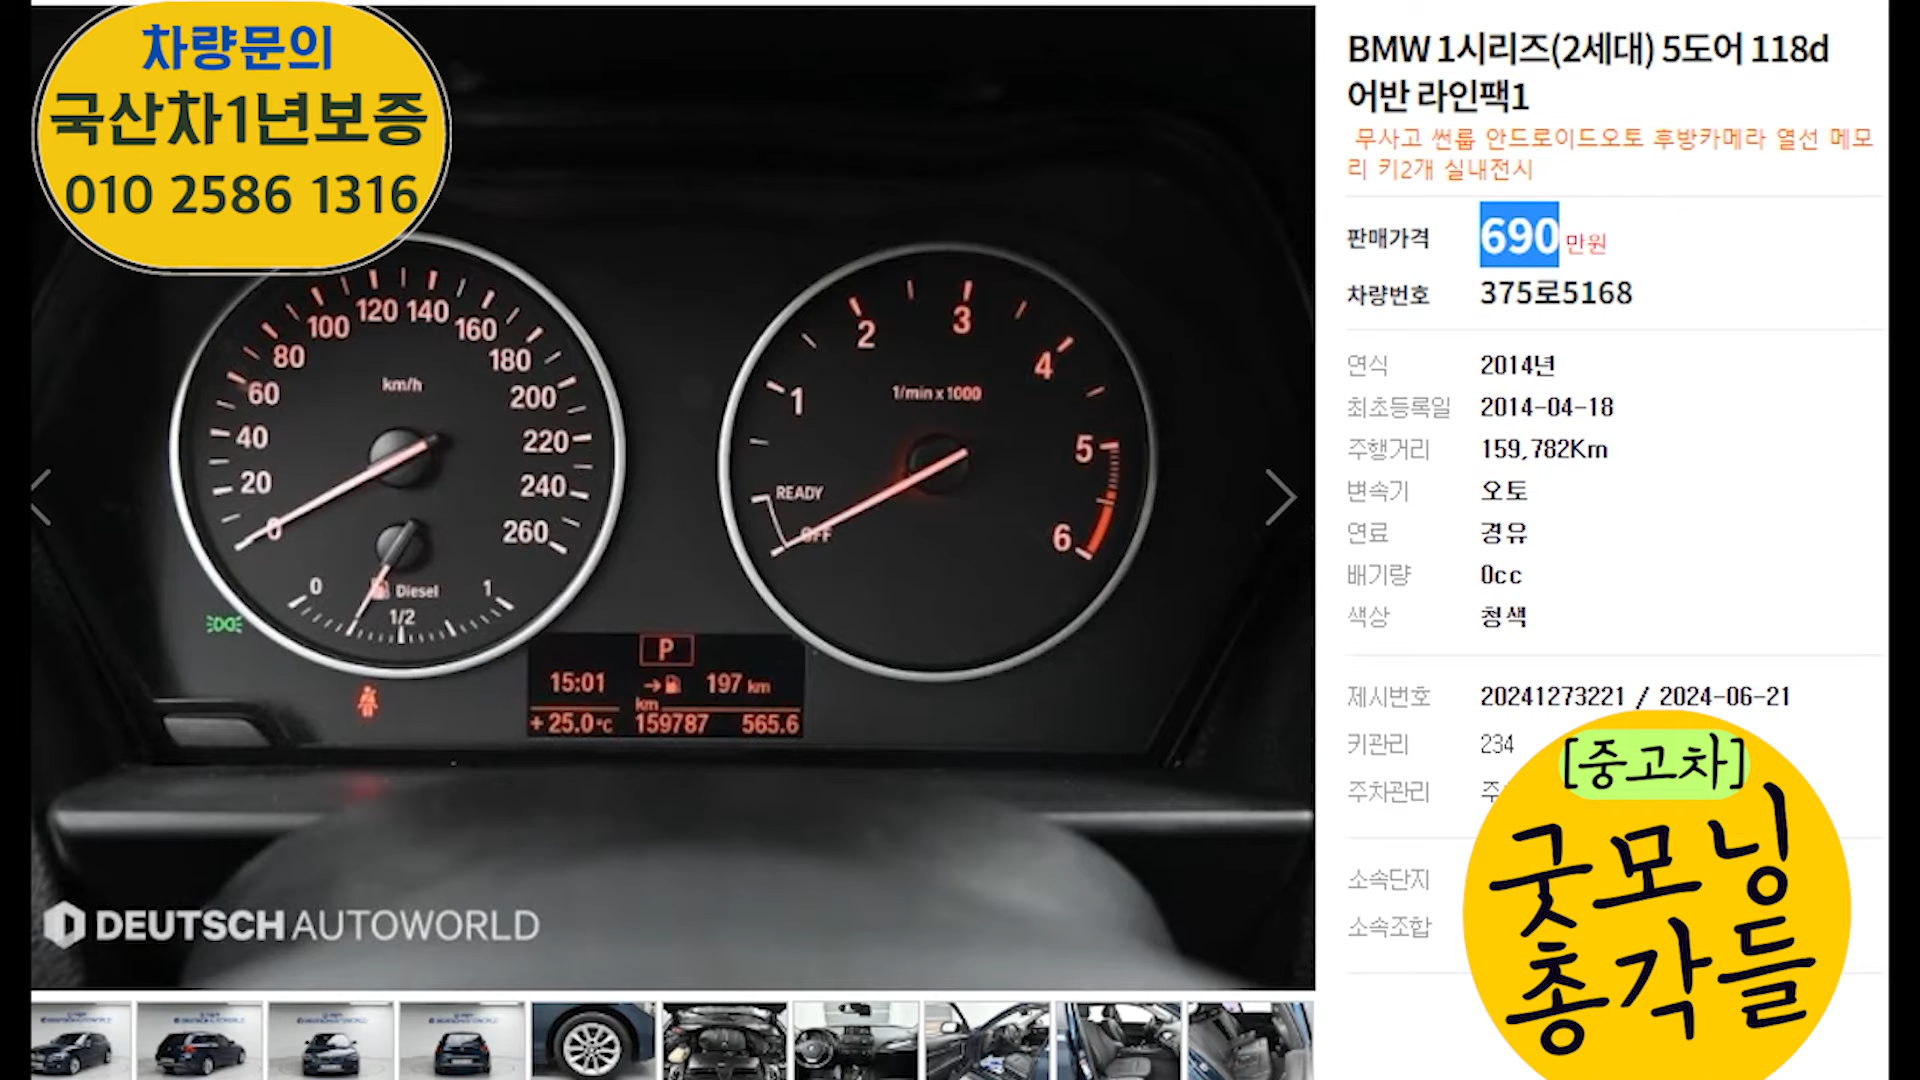 차량문의
국산차1년보증
010 2586 1316
BMW 1시리즈(2세대) 5도어 118d
어반 라인팩1
무사고 썬룹 안드로이드오토 후방카메라 열선 메모
리 키2개 실내전시
판매가격 690 만원
차량번호 375로5168
연식 2014년
최초등록일 2014-04-18
주행거리 159,782Km
변속기 오토
연료 경유
배기량 0cc
색상 청색
제시번호 20241273221 / 2024-06-21
키관리 234
주차관리
소속단지
소속조합
[중고차]
굿모닝
총각들
0 20 40 60 80 100 120 140 160 180 200 220 240 260
km/h
0 1/2 1
Diesel
1 2 3 4 5 6
1/min x 1000
READY
OFF
P
15:01 197 km
km
+25.0°C 159787 565.6
DEUTSCH AUTOWORLD